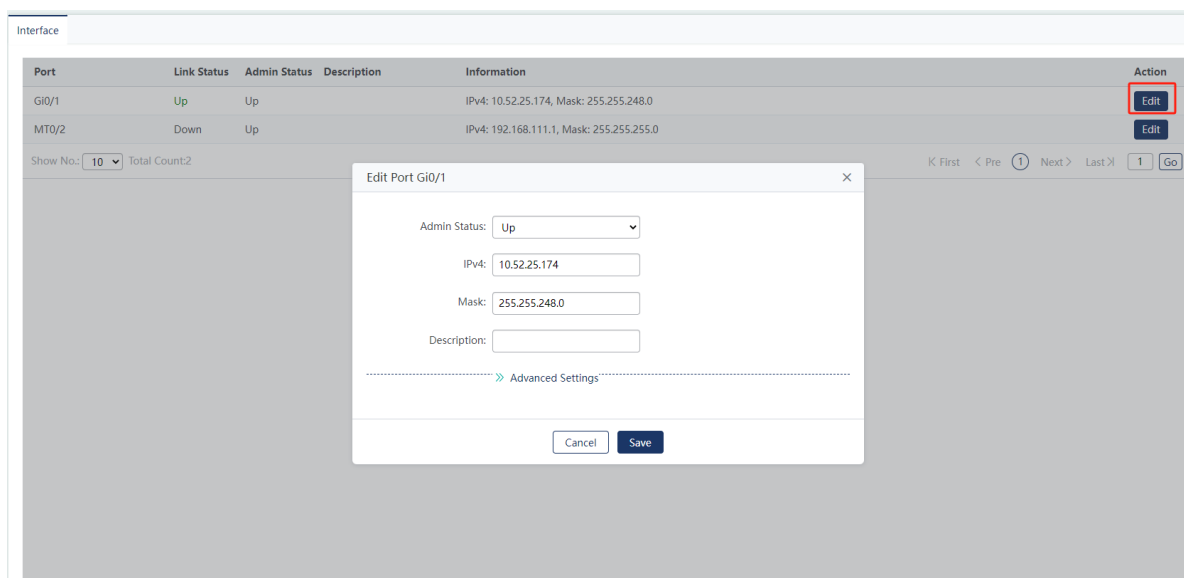 Interface
Port Link Status Admin Status Description Information Action
Gi0/1 Up Up IPv4: 10.52.25.174, Mask: 255.255.248.0 Edit
MT0/2 Down Up IPv4: 192.168.111.1, Mask: 255.255.255.0 Edit
Show No.: 10 Total Count:2 First Pre 1 Next Last 1 Go
Edit Port Gi0/1
Admin Status: Up
IPv4: 10.52.25.174
Mask: 255.255.248.0
Description:
Advanced Settings
Cancel Save